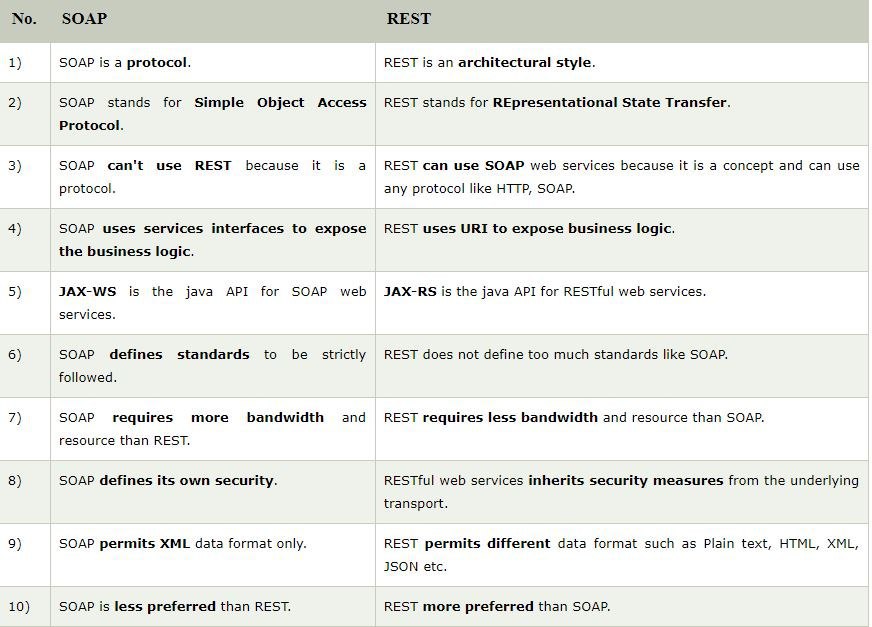 No. SOAP REST
1) SOAP is a protocol. REST is an architectural style.
2) SOAP stands for Simple Object Access REST stands for REpresentational State Transfer.
Protocol.
3) SOAP can't use REST because it is a REST can use SOAP web services because it is a concept and can use
protocol. any protocol like HTTP, SOAP.
4) SOAP uses services interfaces to expose REST uses URI to expose business logic.
the business logic.
5) JAX-WS is the java API for SOAP web JAX-RS is the java API for RESTful web services.
services.
6) SOAP defines standards to be strictly REST does not define too much standards like SOAP.
followed.
7) SOAP requires more bandwidth and REST requires less bandwidth and resource than SOAP.
resource than REST.
8) SOAP defines its own security. RESTful web services inherits security measures from the underlying
transport.
9) SOAP permits XML data format only. REST permits different data format such as Plain text, HTML, XML,
JSON etc.
10) SOAP is less preferred than REST. REST more preferred than SOAP.